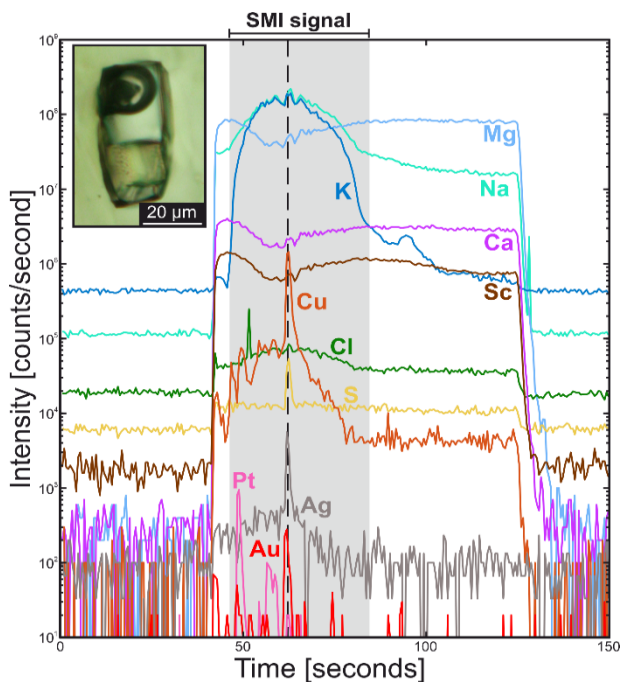 SMI signal
10⁹
10⁸
10⁷
10⁶
10⁵
10⁴
10³
10²
10¹
Intensity [counts/second]
20 µm
Mg
Na
K
Ca
Sc
Cu
Cl
S
Pt
Ag
Au
0
50
100
150
Time [seconds]